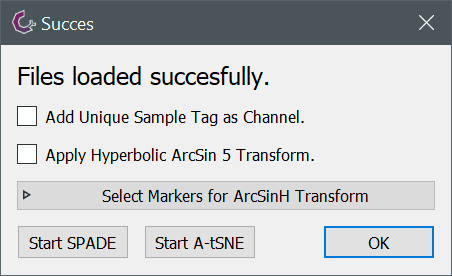 Succes
Files loaded succesfully.
Add Unique Sample Tag as Channel.
Apply Hyperbolic ArcSin 5 Transform.
Select Markers for ArcSinH Transform
Start SPADE
Start A-tSNE
OK